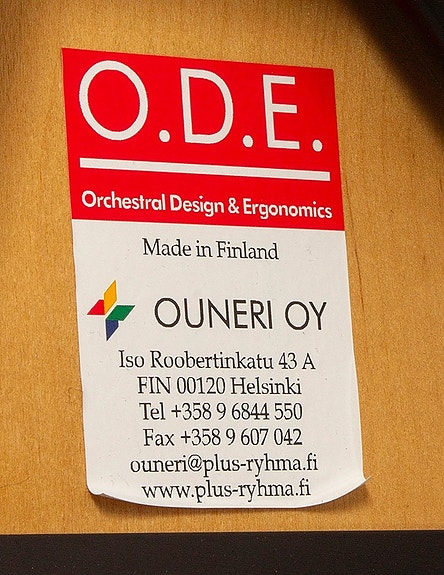 O.D.E.
Orchestral Design & Ergonomics
Made in Finland
OUNERI OY
Iso Roobertinkatu 43 A
FIN 00120 Helsinki
Tel +358 9 6844 550
Fax +358 9 607 042
ouneri@plus-ryhma.fi
www.plus-ryhma.fi